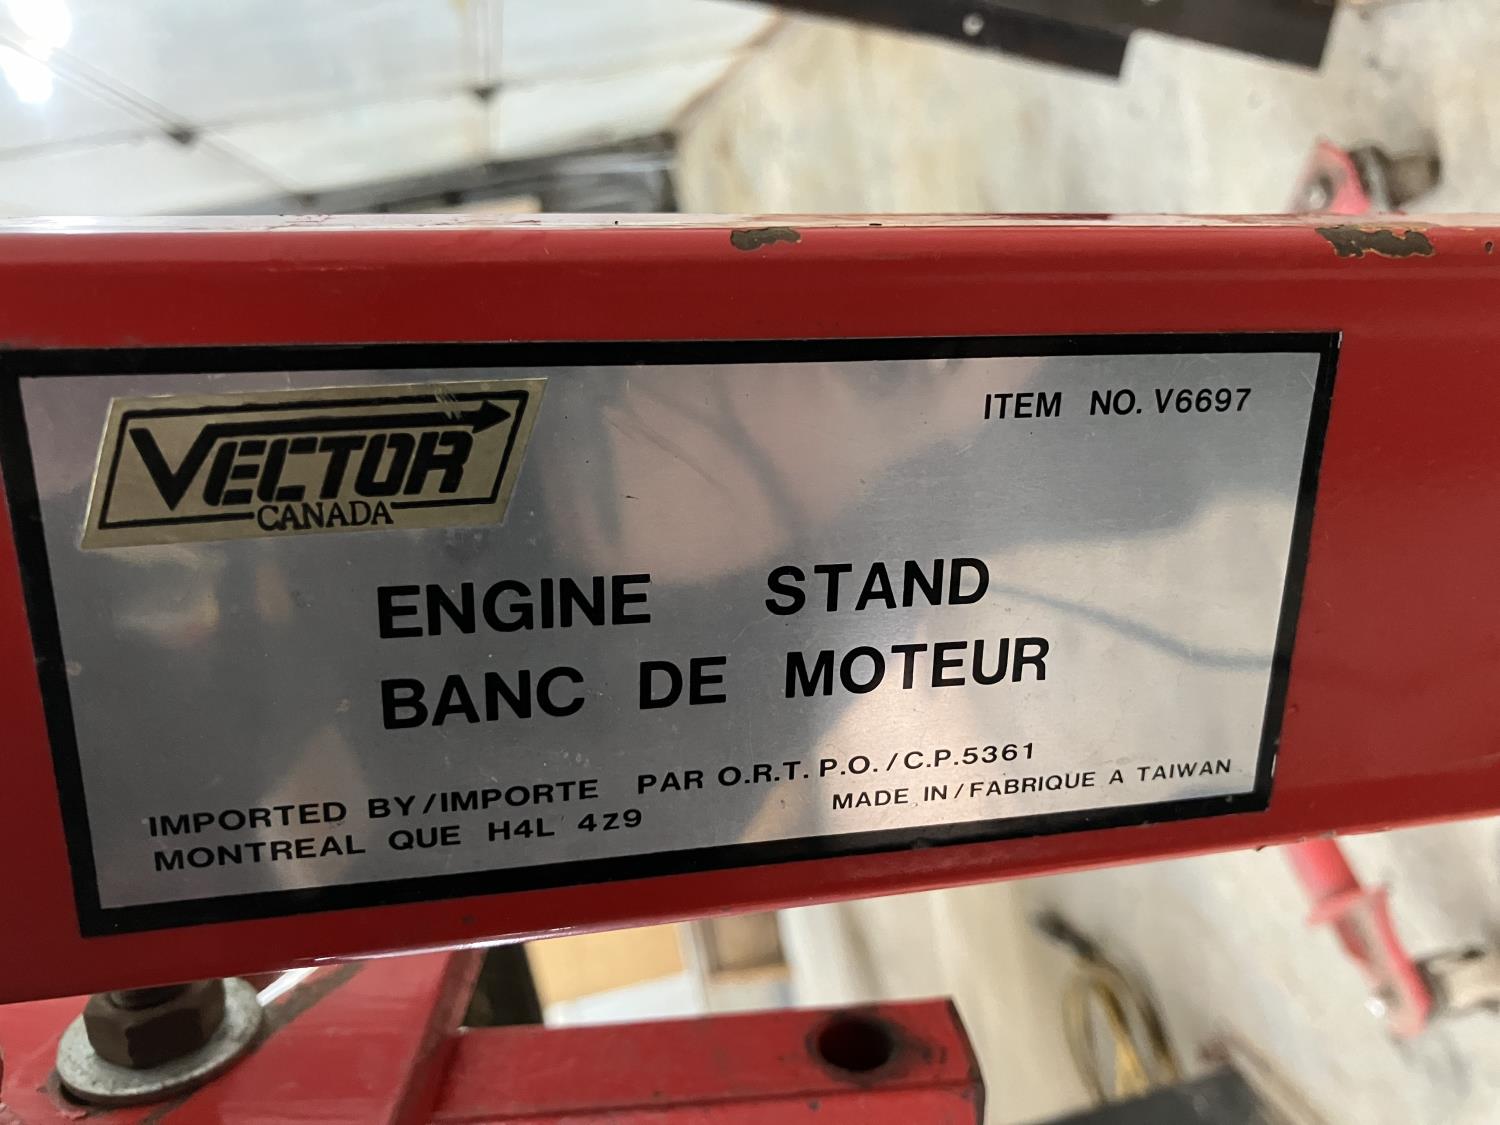 VECTOR
CANADA
ITEM NO. V6697
ENGINE STAND
BANC DE MOTEUR
IMPORTED BY/IMPORTE PAR O.R.T. P.O./C.P.5361
MONTREAL QUE H4L 4Z9
MADE IN/FABRIQUE A TAIWAN